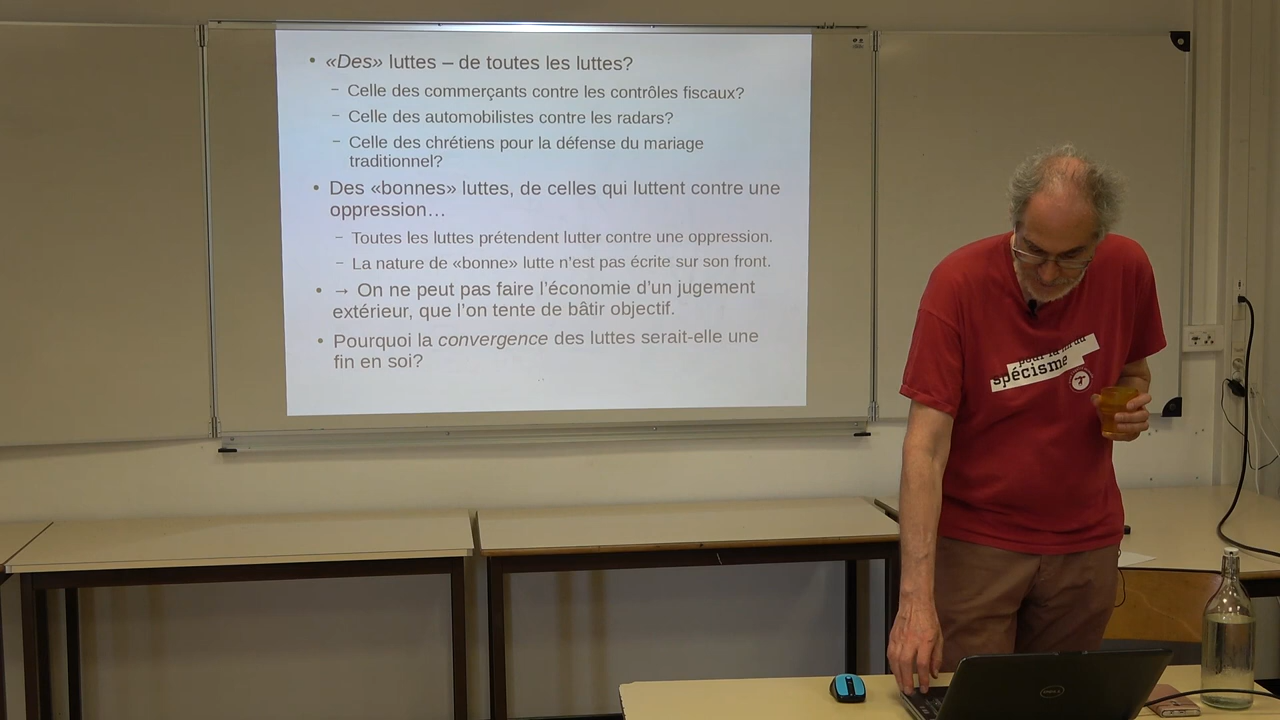 • «Des» luttes – de toutes les luttes?
– Celle des commerçants contre les contrôles fiscaux?
– Celle des automobilistes contre les radars?
– Celle des chrétiens pour la défense du mariage
traditionnel?
• Des «bonnes» luttes, de celles qui luttent contre une
oppression…
– Toutes les luttes prétendent lutter contre une oppression.
– La nature de «bonne» lutte n’est pas écrite sur son front.
• → On ne peut pas faire l’économie d’un jugement
extérieur, que l’on tente de bâtir objectif.
• Pourquoi la convergence des luttes serait-elle une
fin en soi?
pour la fin du
spécisme
DELL